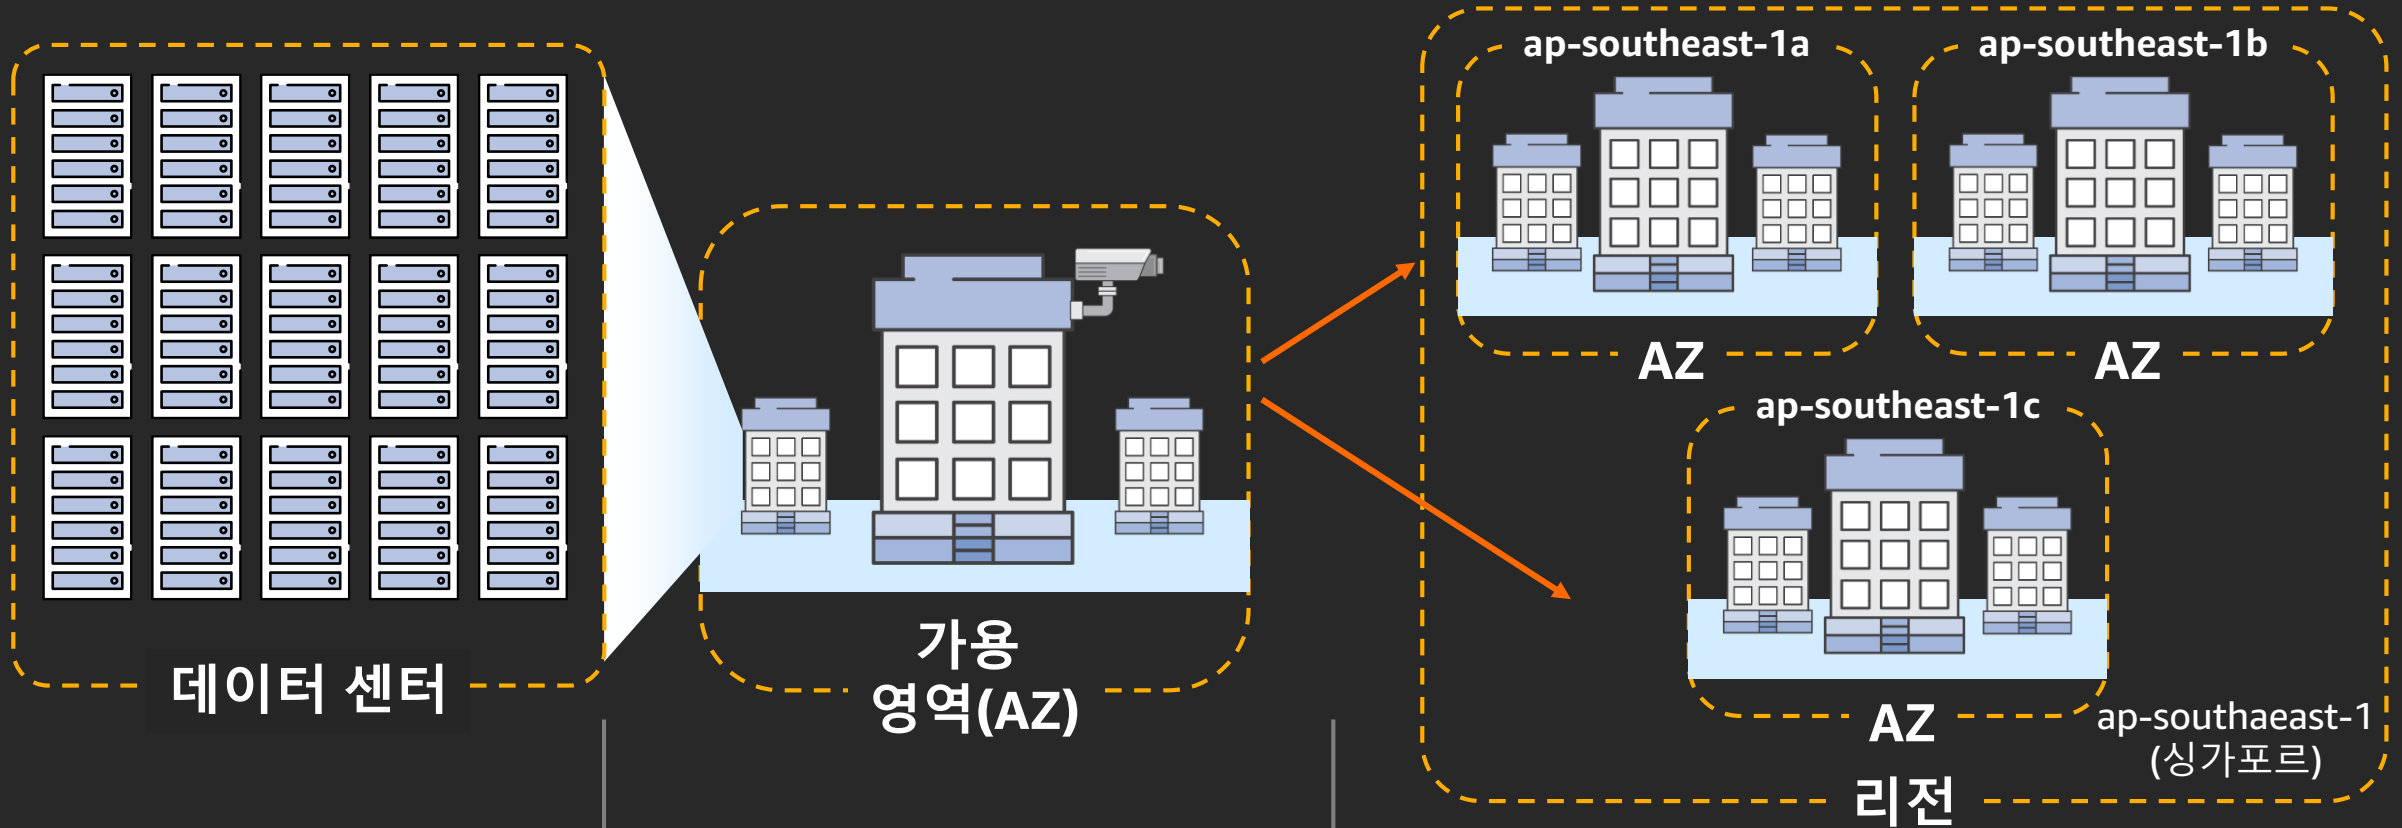 데이터 센터
가용
영역(AZ)
ap-southeast-1a
AZ
ap-southeast-1b
AZ
ap-southeast-1c
AZ
ap-southaeast-1
(싱가포르)
리전